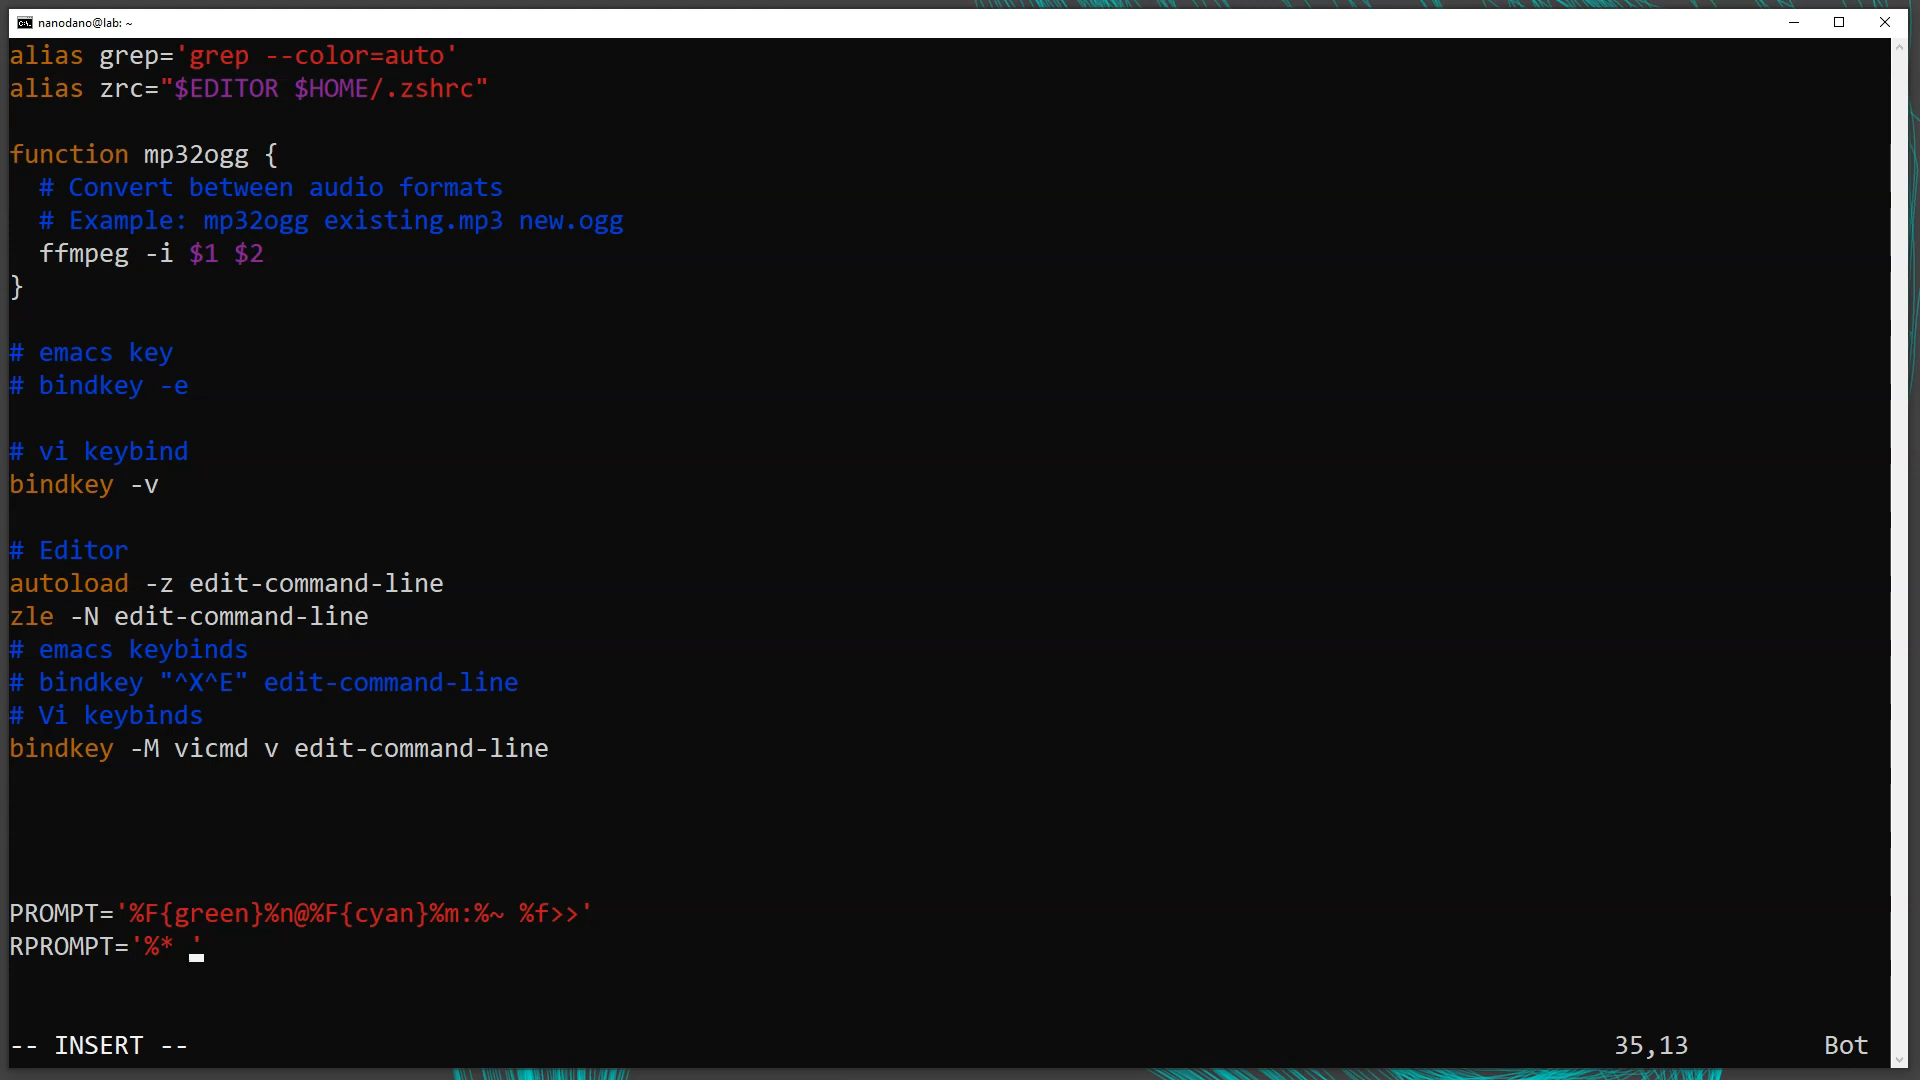 nanodano@lab: ~
alias grep='grep --color=auto'
alias zrc="$EDITOR $HOME/.zshrc"
function mp32ogg {
  # Convert between audio formats
  # Example: mp32ogg existing.mp3 new.ogg
  ffmpeg -i $1 $2
}
# emacs key
# bindkey -e
# vi keybind
bindkey -v
# Editor
autoload -z edit-command-line
zle -N edit-command-line
# emacs keybinds
# bindkey "^X^E" edit-command-line
# Vi keybinds
bindkey -M vicmd v edit-command-line
PROMPT='%F{green}%n@%F{cyan}%m:%~ %f>>'
RPROMPT='%* '
-- INSERT -- 35,13 Bot